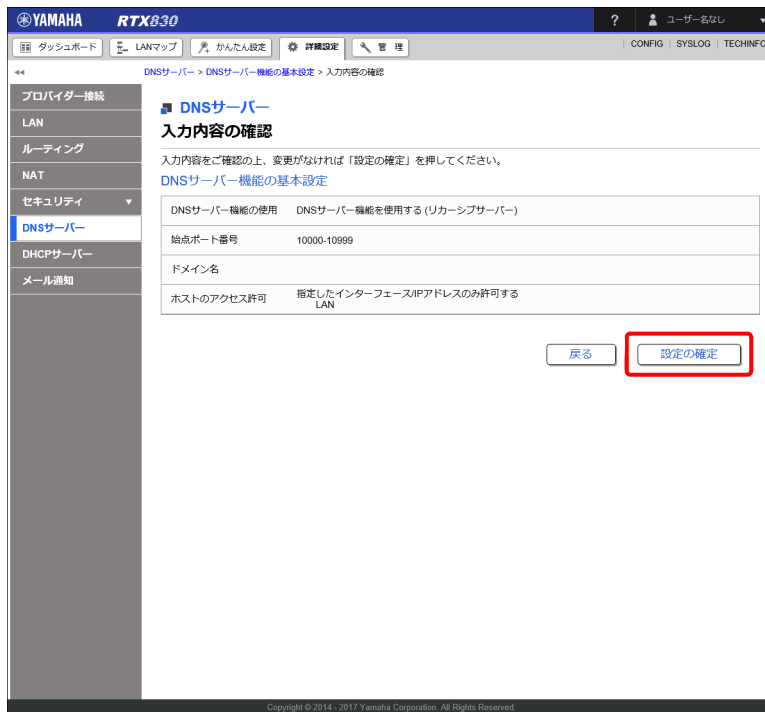 YAMAHA RTX830 ? ユーザー名なし
ダッシュボード LANマップ かんたん設定 詳細設定 管理 CONFIG SYSLOG TECHINFO
DNSサーバー > DNSサーバー機能の基本設定 > 入力内容の確認
プロバイダー接続
LAN
ルーティング
NAT
セキュリティ
DNSサーバー
DHCPサーバー
メール通知
DNSサーバー
入力内容の確認
入力内容をご確認の上、変更がなければ「設定の確定」を押してください。
DNSサーバー機能の基本設定
DNSサーバー機能の使用 DNSサーバー機能を使用する (リカーシブサーバー)
始点ポート番号 10000-10999
ドメイン名
ホストのアクセス許可 指定したインターフェース/IPアドレスのみ許可する
LAN
戻る 設定の確定
Copyright © 2014 - 2017 Yamaha Corporation. All Rights Reserved.